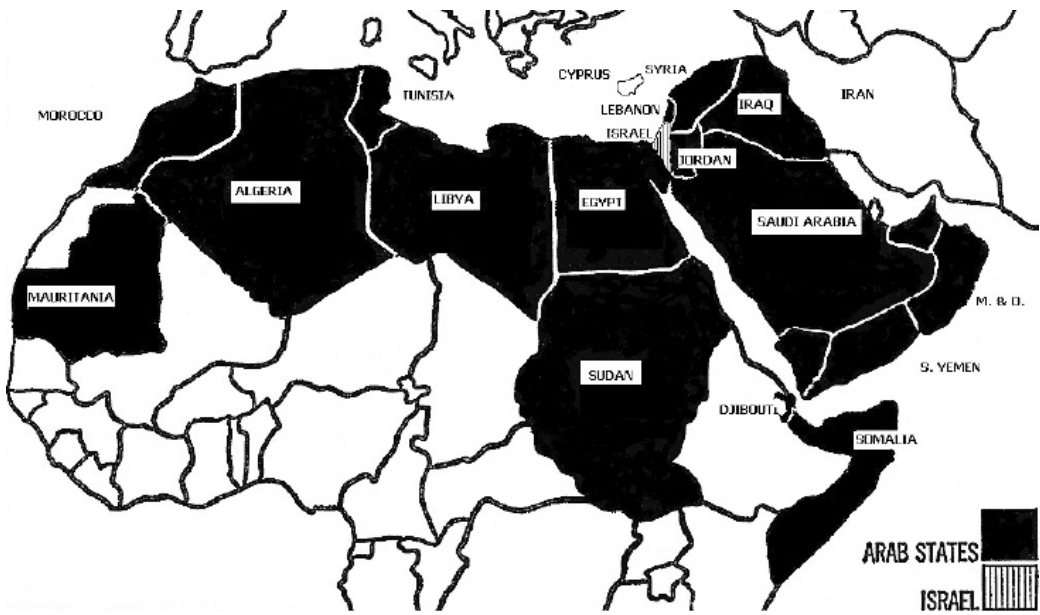 CYPRUS
SYRIA
TUNISIA
LEBANON
IRAQ
IRAN
MOROCCO
ISRAEL
JORDAN
ALGERIA
LIBYA
EGYPT
SAUDI ARABIA
MAURITANIA
M. & O.
SUDAN
S. YEMEN
DJIBOUTI
SOMALIA
ARAB STATES
ISRAEL